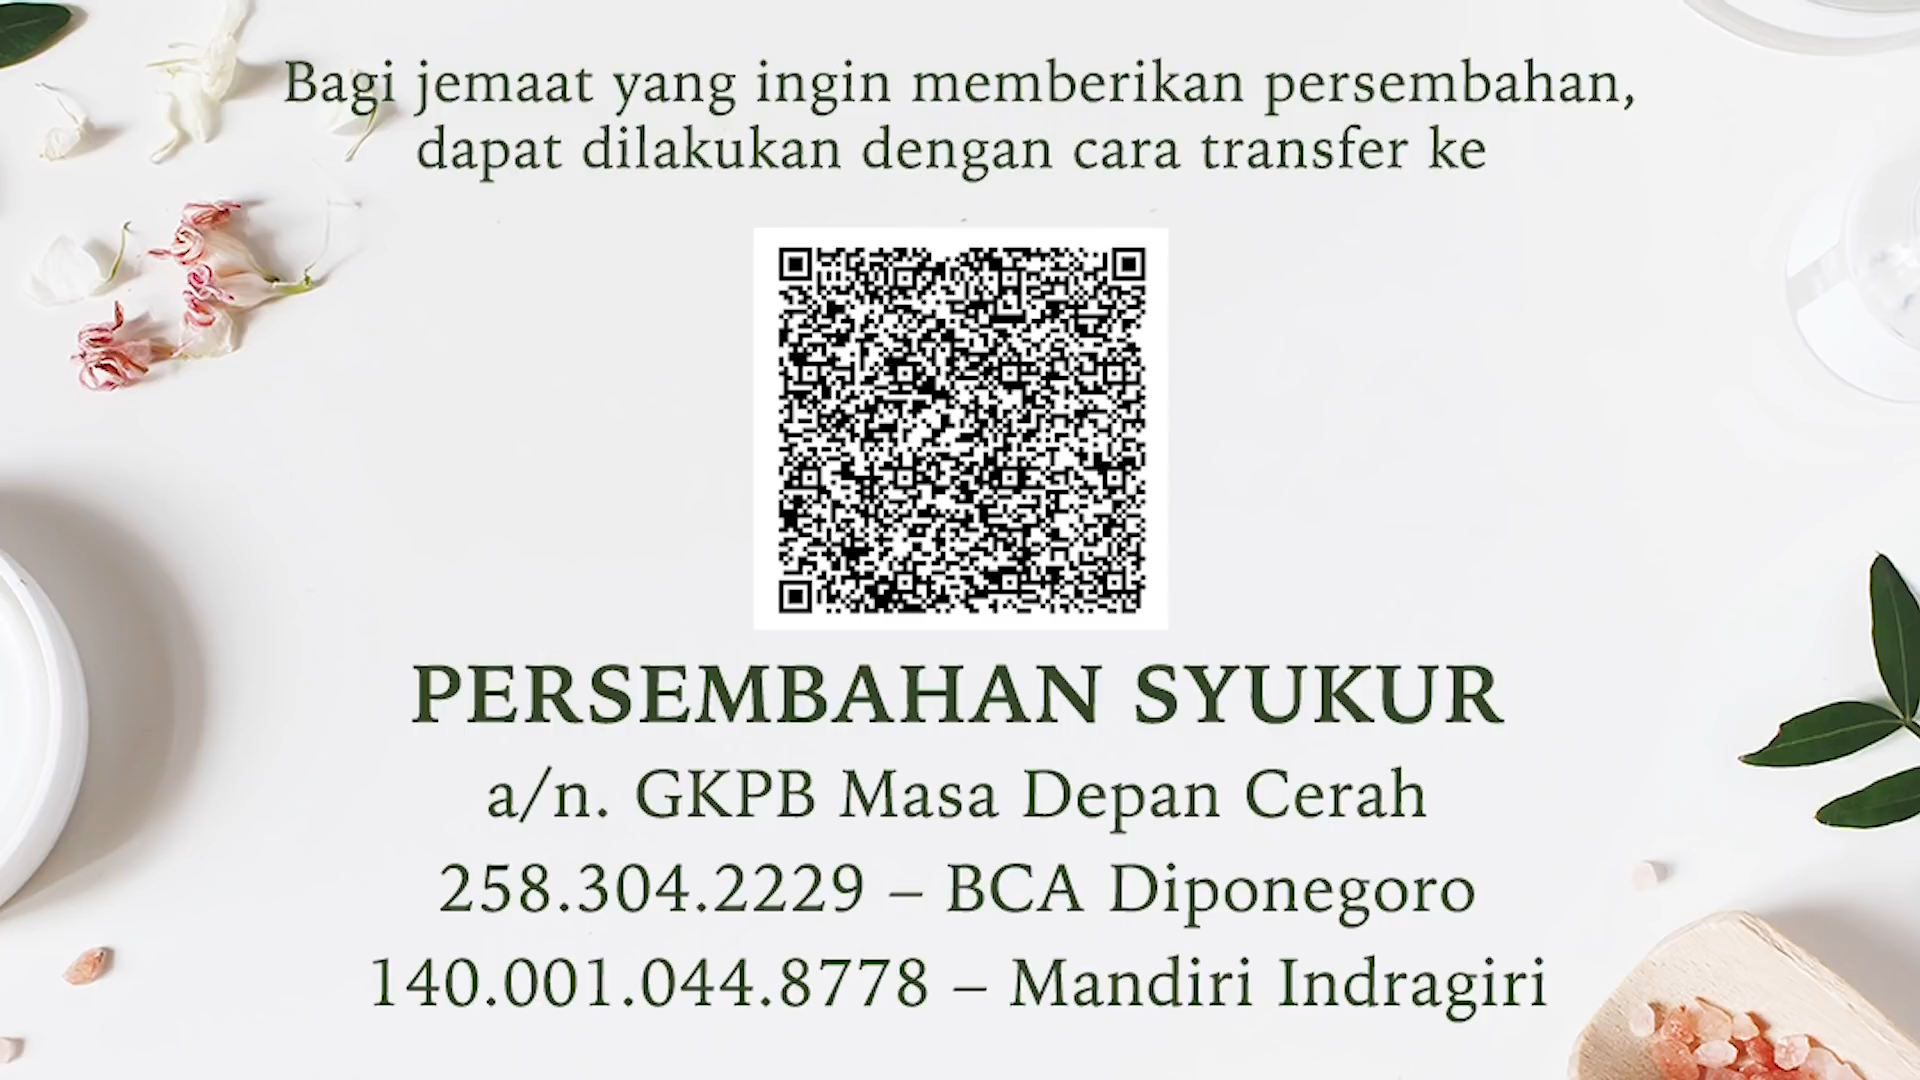 Bagi jemaat yang ingin memberikan persembahan,
dapat dilakukan dengan cara transfer ke
PERSEMBAHAN SYUKUR
a/n. GKPB Masa Depan Cerah
258.304.2229 – BCA Diponegoro
140.001.044.8778 – Mandiri Indragiri